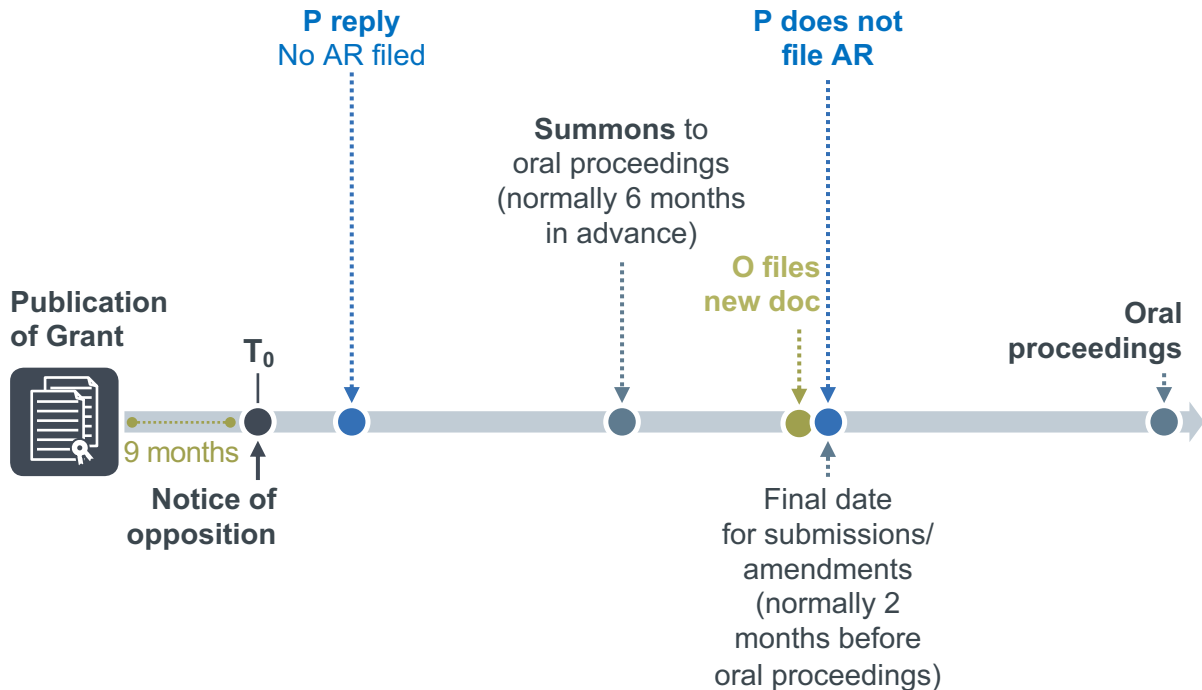 P reply
No AR filed
P does not
file AR
Summons to
oral proceedings
(normally 6 months
in advance)
O files
new doc
Publication
of Grant
T₀
Oral
proceedings
9 months
Notice of
opposition
Final date
for submissions/
amendments
(normally 2
months before
oral proceedings)